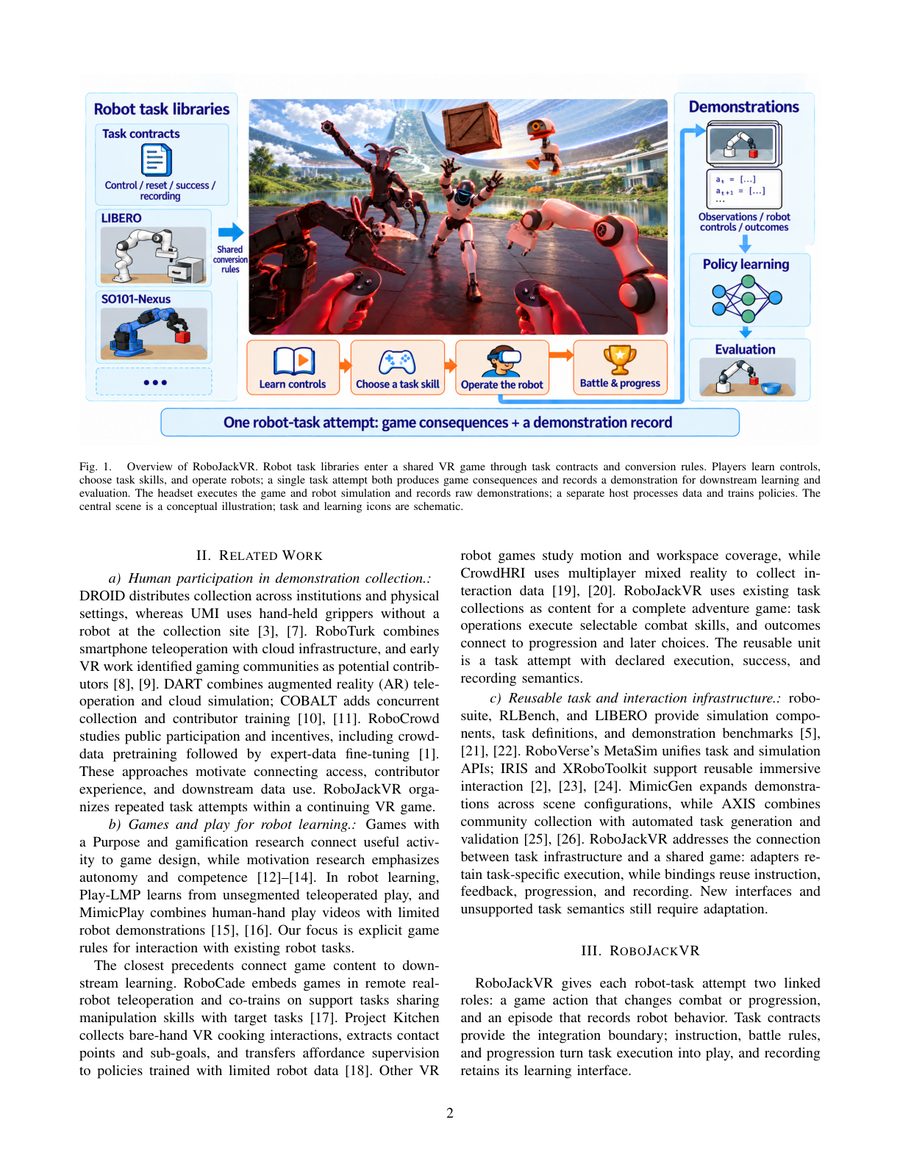 Robot task libraries
Task contracts
Control / reset / success /
recording
LIBERO
SO101-Nexus
•••
Shared
conversion
rules
Learn controls
Choose a task skill
Operate the robot
Battle & progress
Demonstrations
aₜ = [...]
aₜ₊₁ = [...]
...
Observations / robot
controls / outcomes
Policy learning
Evaluation
One robot-task attempt: game consequences + a demonstration record
Fig. 1. Overview of RoboJackVR. Robot task libraries enter a shared VR game through task contracts and conversion rules. Players learn controls,
choose task skills, and operate robots; a single task attempt both produces game consequences and records a demonstration for downstream learning and
evaluation. The headset executes the game and robot simulation and records raw demonstrations; a separate host processes data and trains policies. The
central scene is a conceptual illustration; task and learning icons are schematic.
II. RELATED WORK
a) Human participation in demonstration collection.:
DROID distributes collection across institutions and physical
settings, whereas UMI uses hand-held grippers without a
robot at the collection site [3], [7]. RoboTurk combines
smartphone teleoperation with cloud infrastructure, and early
VR work identified gaming communities as potential contrib-
utors [8], [9]. DART combines augmented reality (AR) tele-
operation and cloud simulation; COBALT adds concurrent
collection and contributor training [10], [11]. RoboCrowd
studies public participation and incentives, including crowd-
data pretraining followed by expert-data fine-tuning [1].
These approaches motivate connecting access, contributor
experience, and downstream data use. RoboJackVR orga-
nizes repeated task attempts within a continuing VR game.
b) Games and play for robot learning.: Games with
a Purpose and gamification research connect useful activ-
ity to game design, while motivation research emphasizes
autonomy and competence [12]–[14]. In robot learning,
Play-LMP learns from unsegmented teleoperated play, and
MimicPlay combines human-hand play videos with limited
robot demonstrations [15], [16]. Our focus is explicit game
rules for interaction with existing robot tasks.
The closest precedents connect game content to down-
stream learning. RoboCade embeds games in remote real-
robot teleoperation and co-trains on support tasks sharing
manipulation skills with target tasks [17]. Project Kitchen
collects bare-hand VR cooking interactions, extracts contact
points and sub-goals, and transfers affordance supervision
to policies trained with limited robot data [18]. Other VR
robot games study motion and workspace coverage, while
CrowdHRI uses multiplayer mixed reality to collect in-
teraction data [19], [20]. RoboJackVR uses existing task
collections as content for a complete adventure game: task
operations execute selectable combat skills, and outcomes
connect to progression and later choices. The reusable unit
is a task attempt with declared execution, success, and
recording semantics.
c) Reusable task and interaction infrastructure.: robo-
suite, RLBench, and LIBERO provide simulation compo-
nents, task definitions, and demonstration benchmarks [5],
[21], [22]. RoboVerse's MetaSim unifies task and simulation
APIs; IRIS and XRoboToolkit support reusable immersive
interaction [2], [23], [24]. MimicGen expands demonstra-
tions across scene configurations, while AXIS combines
community collection with automated task generation and
validation [25], [26]. RoboJackVR addresses the connection
between task infrastructure and a shared game: adapters re-
tain task-specific execution, while bindings reuse instruction,
feedback, progression, and recording. New interfaces and
unsupported task semantics still require adaptation.
III. ROBOJACKVR
RoboJackVR gives each robot-task attempt two linked
roles: a game action that changes combat or progression,
and an episode that records robot behavior. Task contracts
provide the integration boundary; instruction, battle rules,
and progression turn task execution into play, and recording
retains its learning interface.
2